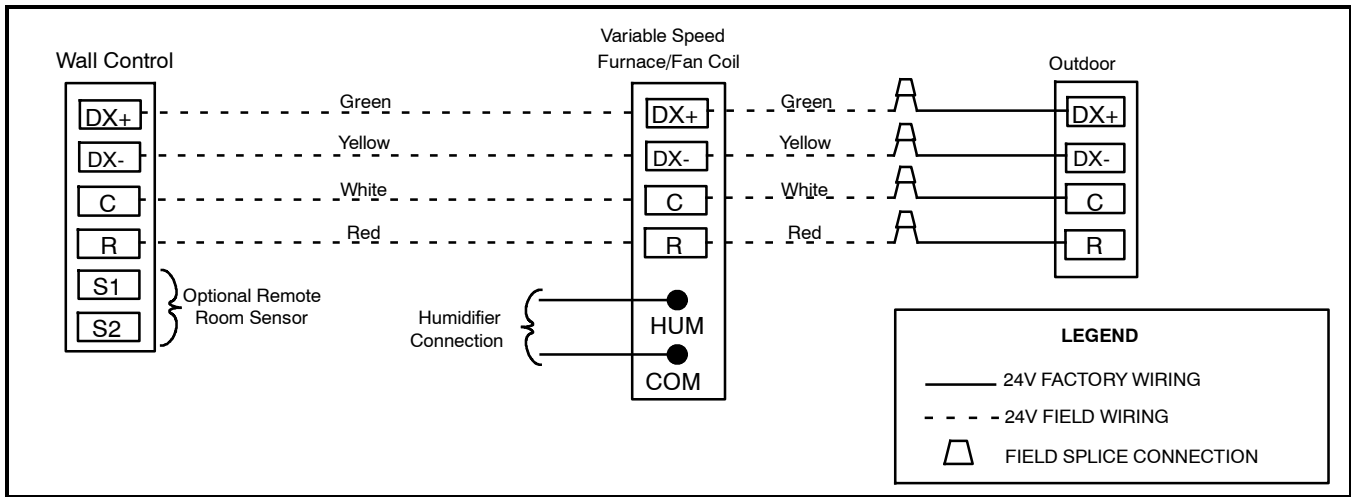 Wall Control
Variable Speed
Furnace/Fan Coil
Outdoor
DX+
Green
DX+
Green
DX+
DX-
Yellow
DX-
Yellow
DX-
C
White
C
White
C
R
Red
R
Red
R
S1
S2
Optional Remote
Room Sensor
Humidifier
Connection
HUM
COM
LEGEND
24V FACTORY WIRING
24V FIELD WIRING
FIELD SPLICE CONNECTION